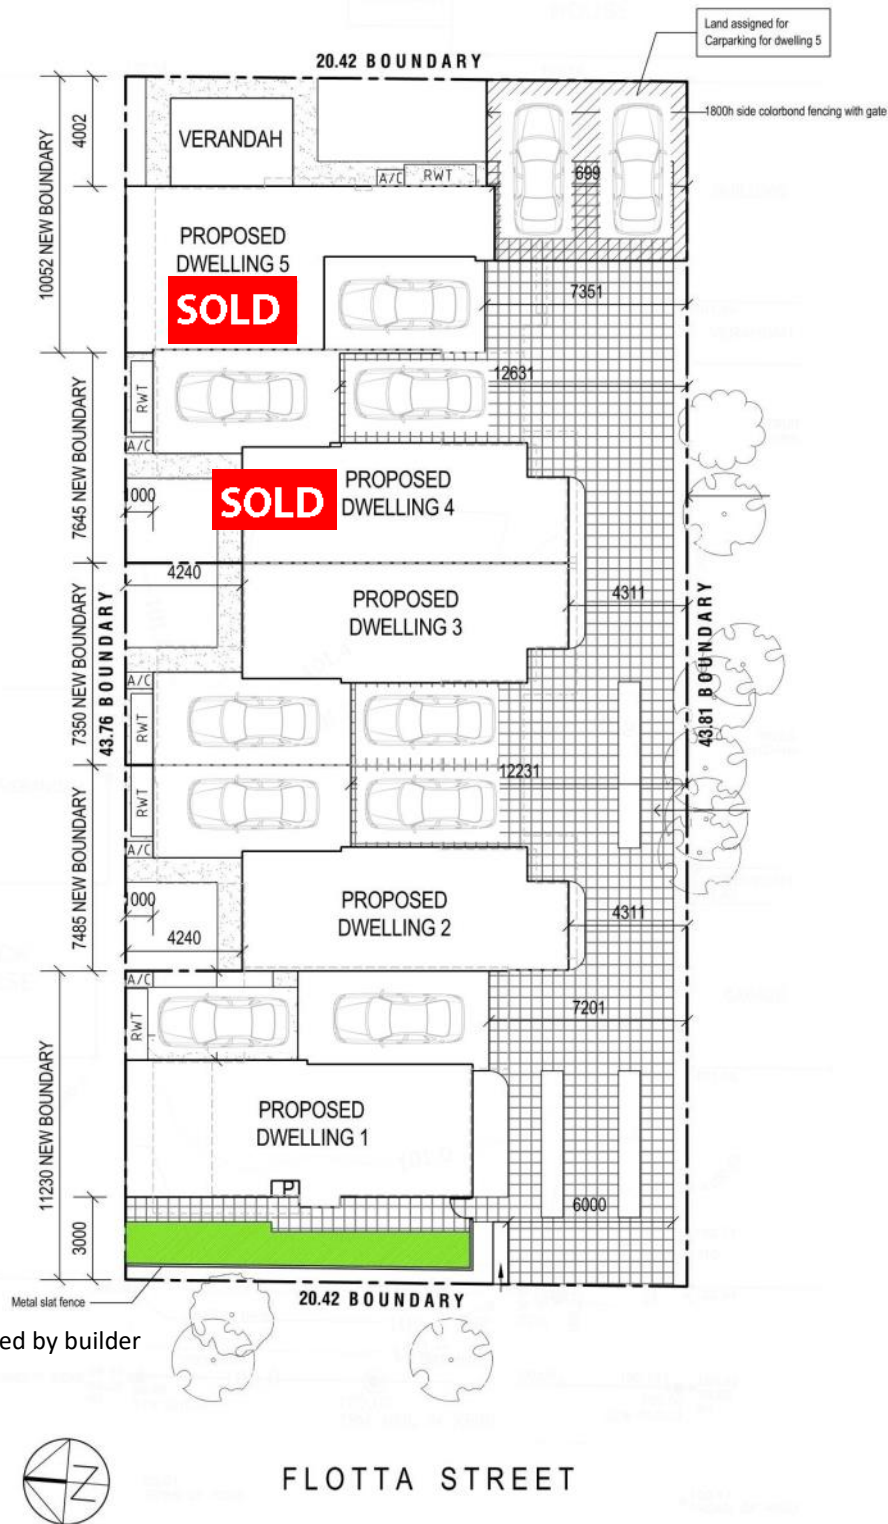 Land assigned for
Carparking for dwelling 5
20.42 BOUNDARY
1800h side colorbond fencing with gate
4002
VERANDAH
A/C
RWT
699
10052 NEW BOUNDARY
PROPOSED
DWELLING 5
SOLD
7351
12631
RWT
A/C
7645 NEW BOUNDARY
PROPOSED
DWELLING 4
SOLD
1000
4240
PROPOSED
DWELLING 3
4311
7350 NEW BOUNDARY
43.76 BOUNDARY
43.81 BOUNDARY
A/C
RWT
12231
RWT
A/C
7485 NEW BOUNDARY
PROPOSED
DWELLING 2
1000
4240
4311
A/C
RWT
7201
11230 NEW BOUNDARY
PROPOSED
DWELLING 1
P
6000
3000
Metal slat fence
20.42 BOUNDARY
ed by builder
N
FLOTTA STREET